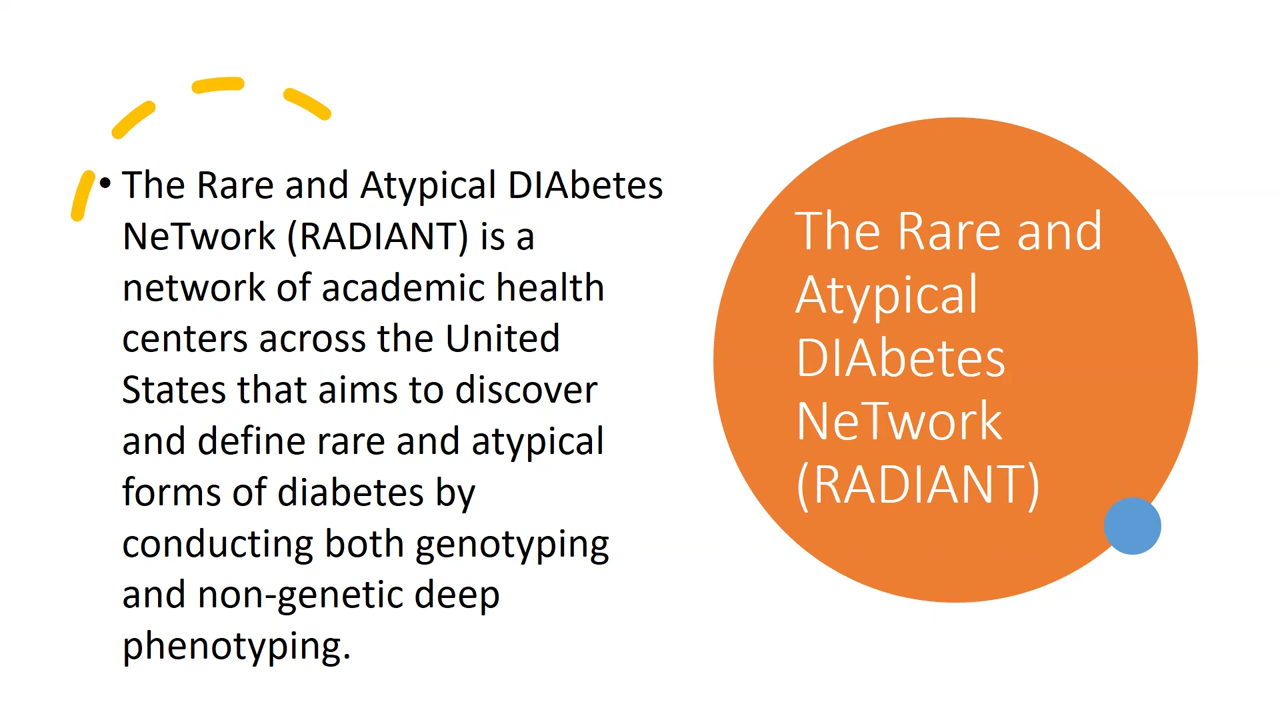 • The Rare and Atypical DIAbetes
NeTwork (RADIANT) is a
network of academic health
centers across the United
States that aims to discover
and define rare and atypical
forms of diabetes by
conducting both genotyping
and non-genetic deep
phenotyping.
The Rare and
Atypical
DIAbetes
NeTwork
(RADIANT)